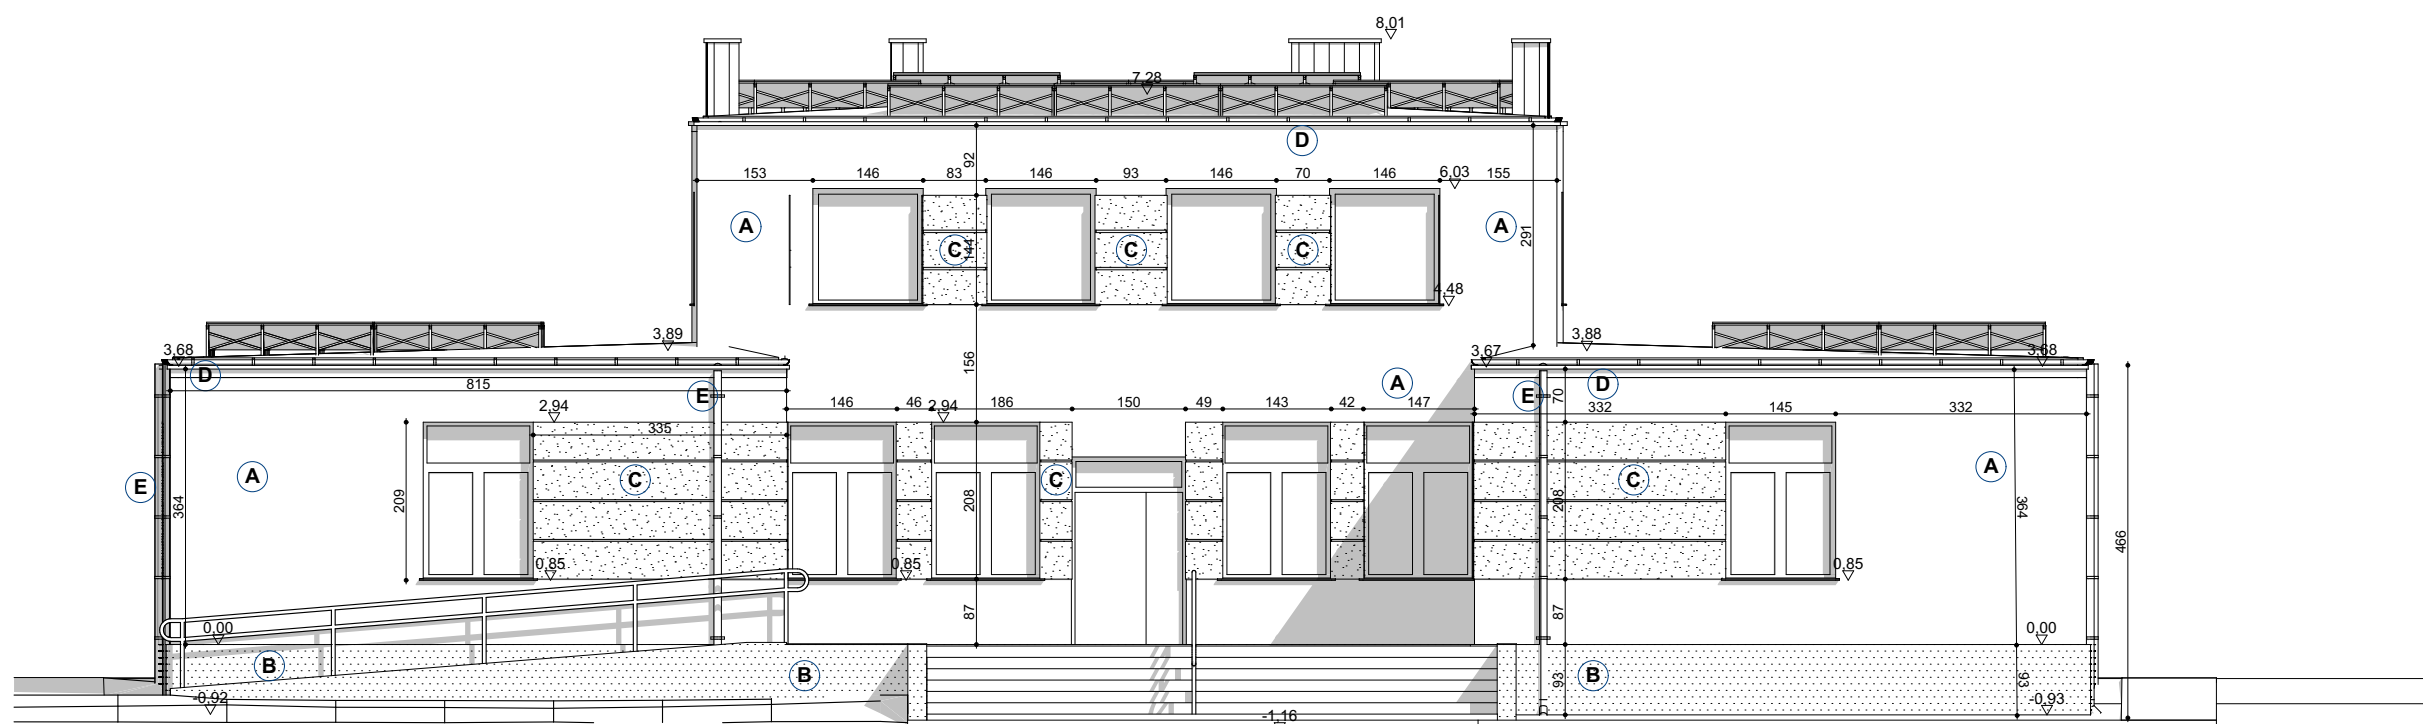 8,01
7,28
D
92
153 146 83 146 93 146 70 146 6,03 155
A A
291
C 144 C C
4,48
3,89 3,88
3,68 3,67 3,68
D 815 156 A D
E E 70
146 46 2,94 186 150 49 143 42 147 332 145 332
2,94
335
A C C C A
E
364 209 208 208 364
466
0,85 0,85 0,85
87 87
0,00 0,00
B B B
93 93
-0,92 -0,93
-1,16